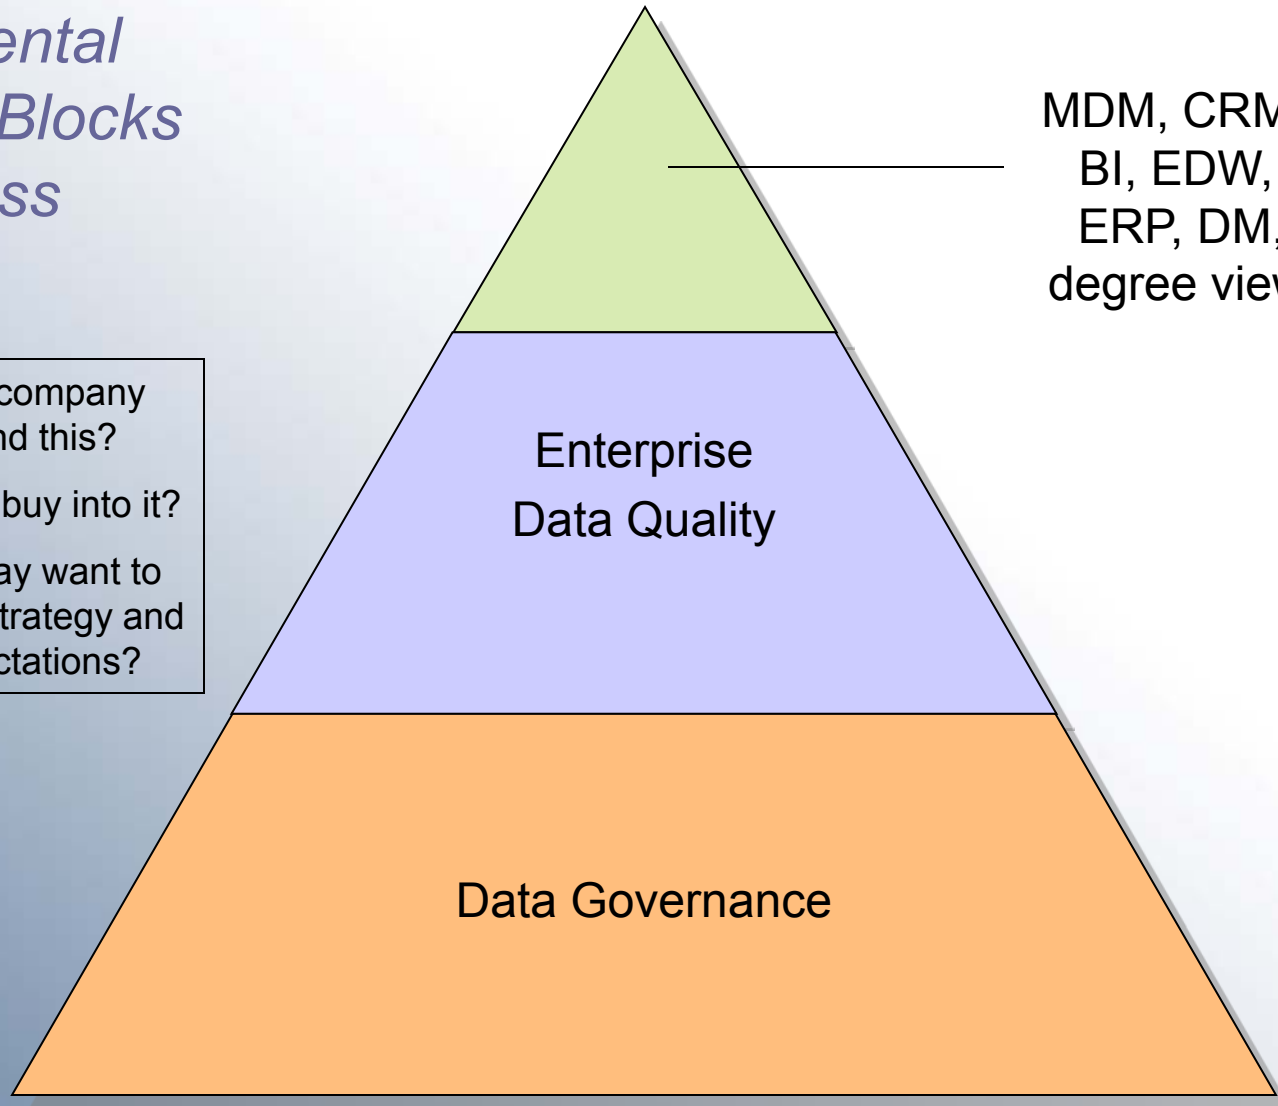 ental
Blocks
ss
MDM, CRM
BI, EDW,
ERP, DM,
degree view
company
nd this?
buy into it?
ay want to
trategy and
ctations?
Enterprise
Data Quality
Data Governance